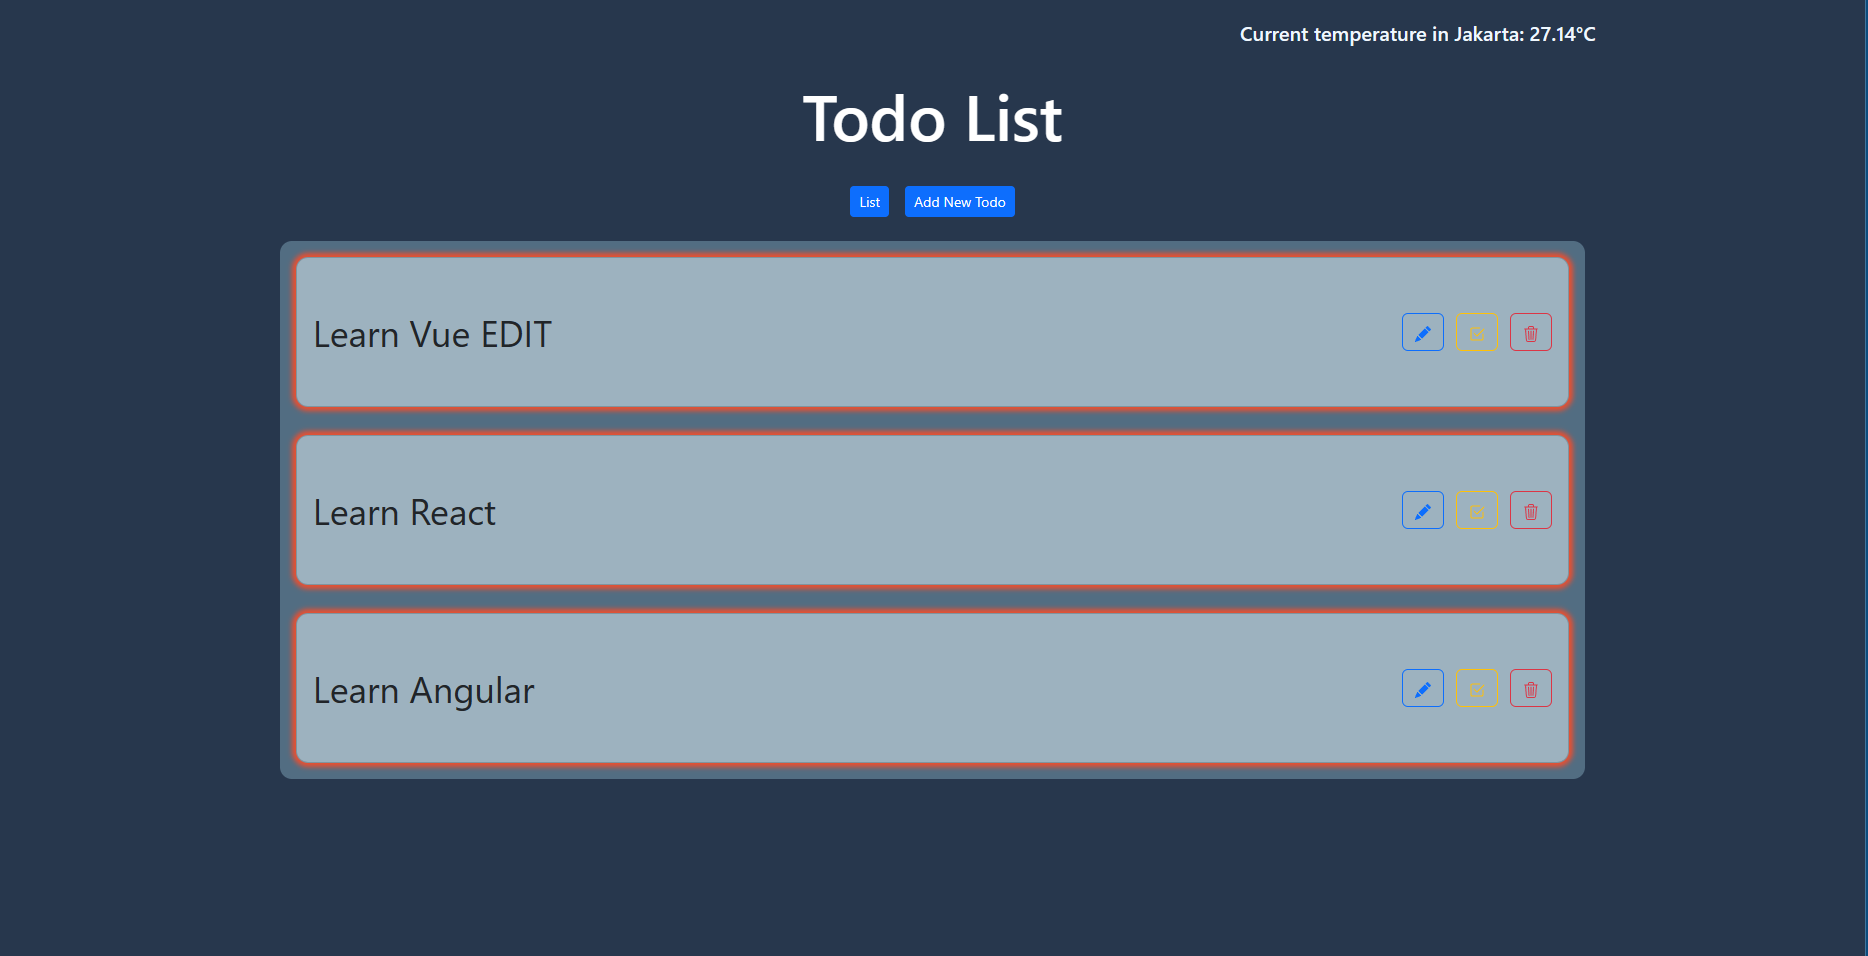 Current temperature in Jakarta: 27.14°C
Todo List
List
Add New Todo
Learn Vue EDIT
Learn React
Learn Angular